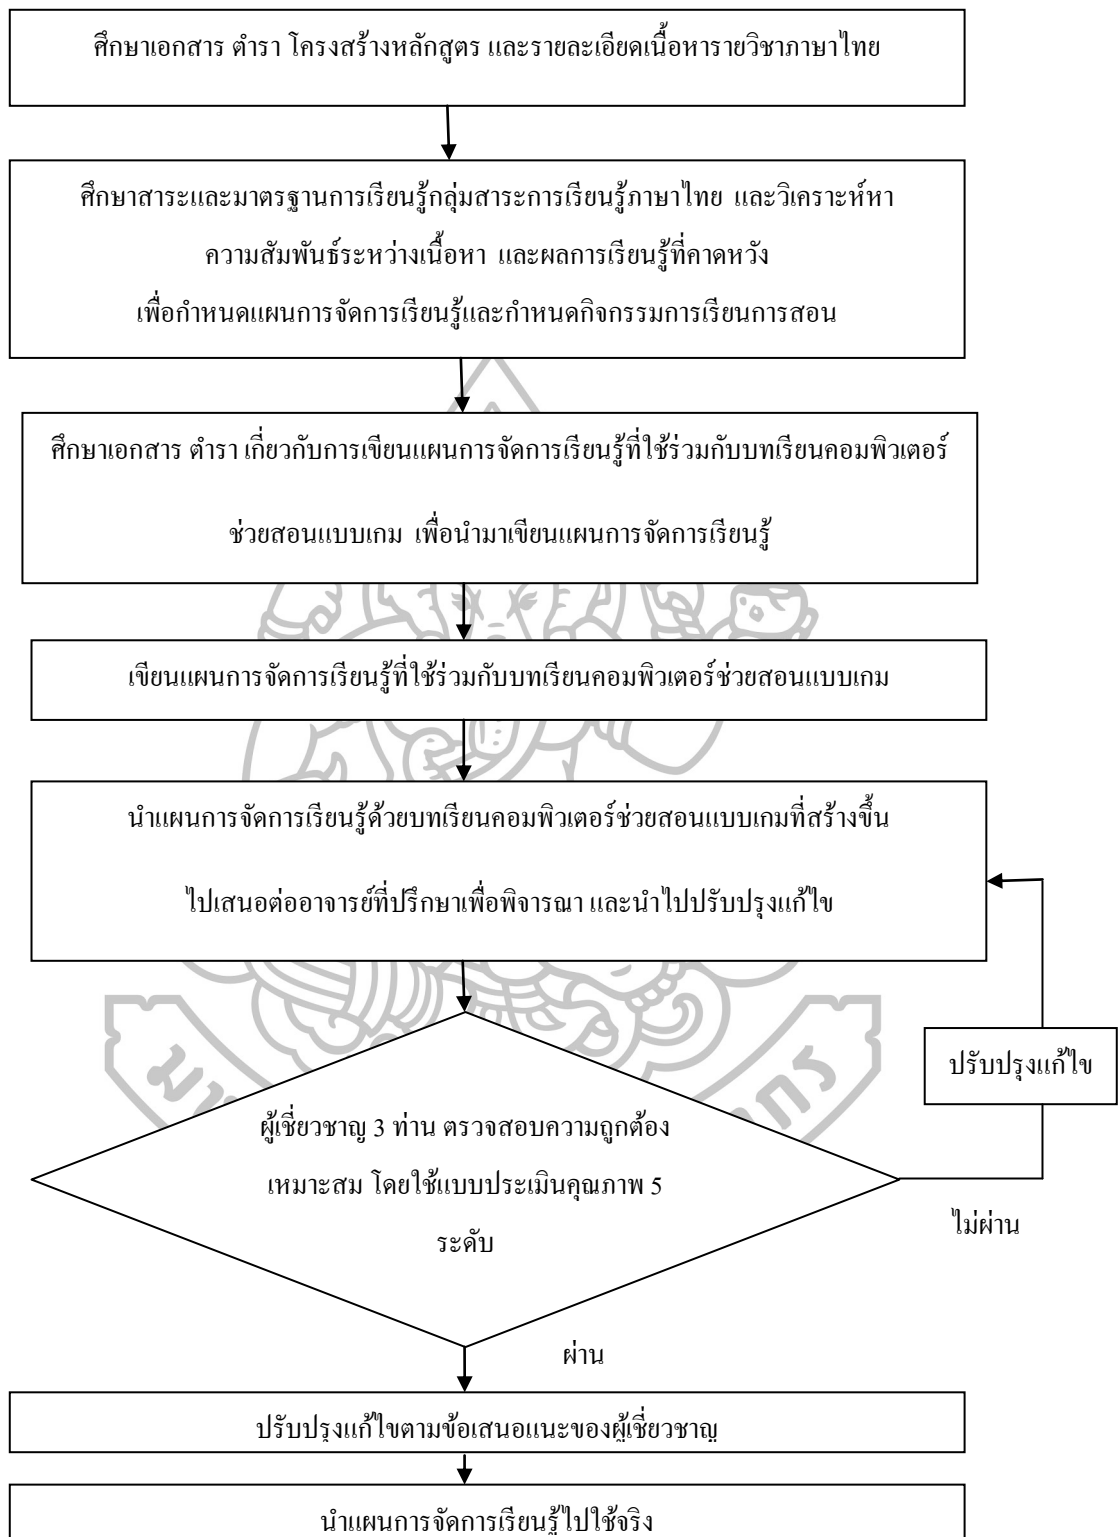 ศึกษาเอกสาร ตำรา โครงสร้างหลักสูตร และรายละเอียดเนื้อหารายวิชาภาษาไทย
ศึกษาสาระและมาตรฐานการเรียนรู้กลุ่มสาระการเรียนรู้ภาษาไทย และวิเคราะห์หา
ความสัมพันธ์ระหว่างเนื้อหา และผลการเรียนรู้ที่คาดหวัง
เพื่อกำหนดแผนการจัดการเรียนรู้และกำหนดกิจกรรมการเรียนการสอน
ศึกษาเอกสาร ตำรา เกี่ยวกับการเขียนแผนการจัดการเรียนรู้ที่ใช้ร่วมกับบทเรียนคอมพิวเตอร์
ช่วยสอนแบบเกม เพื่อนำมาเขียนแผนการจัดการเรียนรู้
เขียนแผนการจัดการเรียนรู้ที่ใช้ร่วมกับบทเรียนคอมพิวเตอร์ช่วยสอนแบบเกม
นำแผนการจัดการเรียนรู้ด้วยบทเรียนคอมพิวเตอร์ช่วยสอนแบบเกมที่สร้างขึ้น
ไปเสนอต่ออาจารย์ที่ปรึกษาเพื่อพิจารณา และนำไปปรับปรุงแก้ไข
ปรับปรุงแก้ไข
ผู้เชี่ยวชาญ 3 ท่าน ตรวจสอบความถูกต้อง
เหมาะสม โดยใช้แบบประเมินคุณภาพ 5
ระดับ
ไม่ผ่าน
ผ่าน
ปรับปรุงแก้ไขตามข้อเสนอแนะของผู้เชี่ยวชาญ
นำแผนการจัดการเรียนรู้ไปใช้จริง